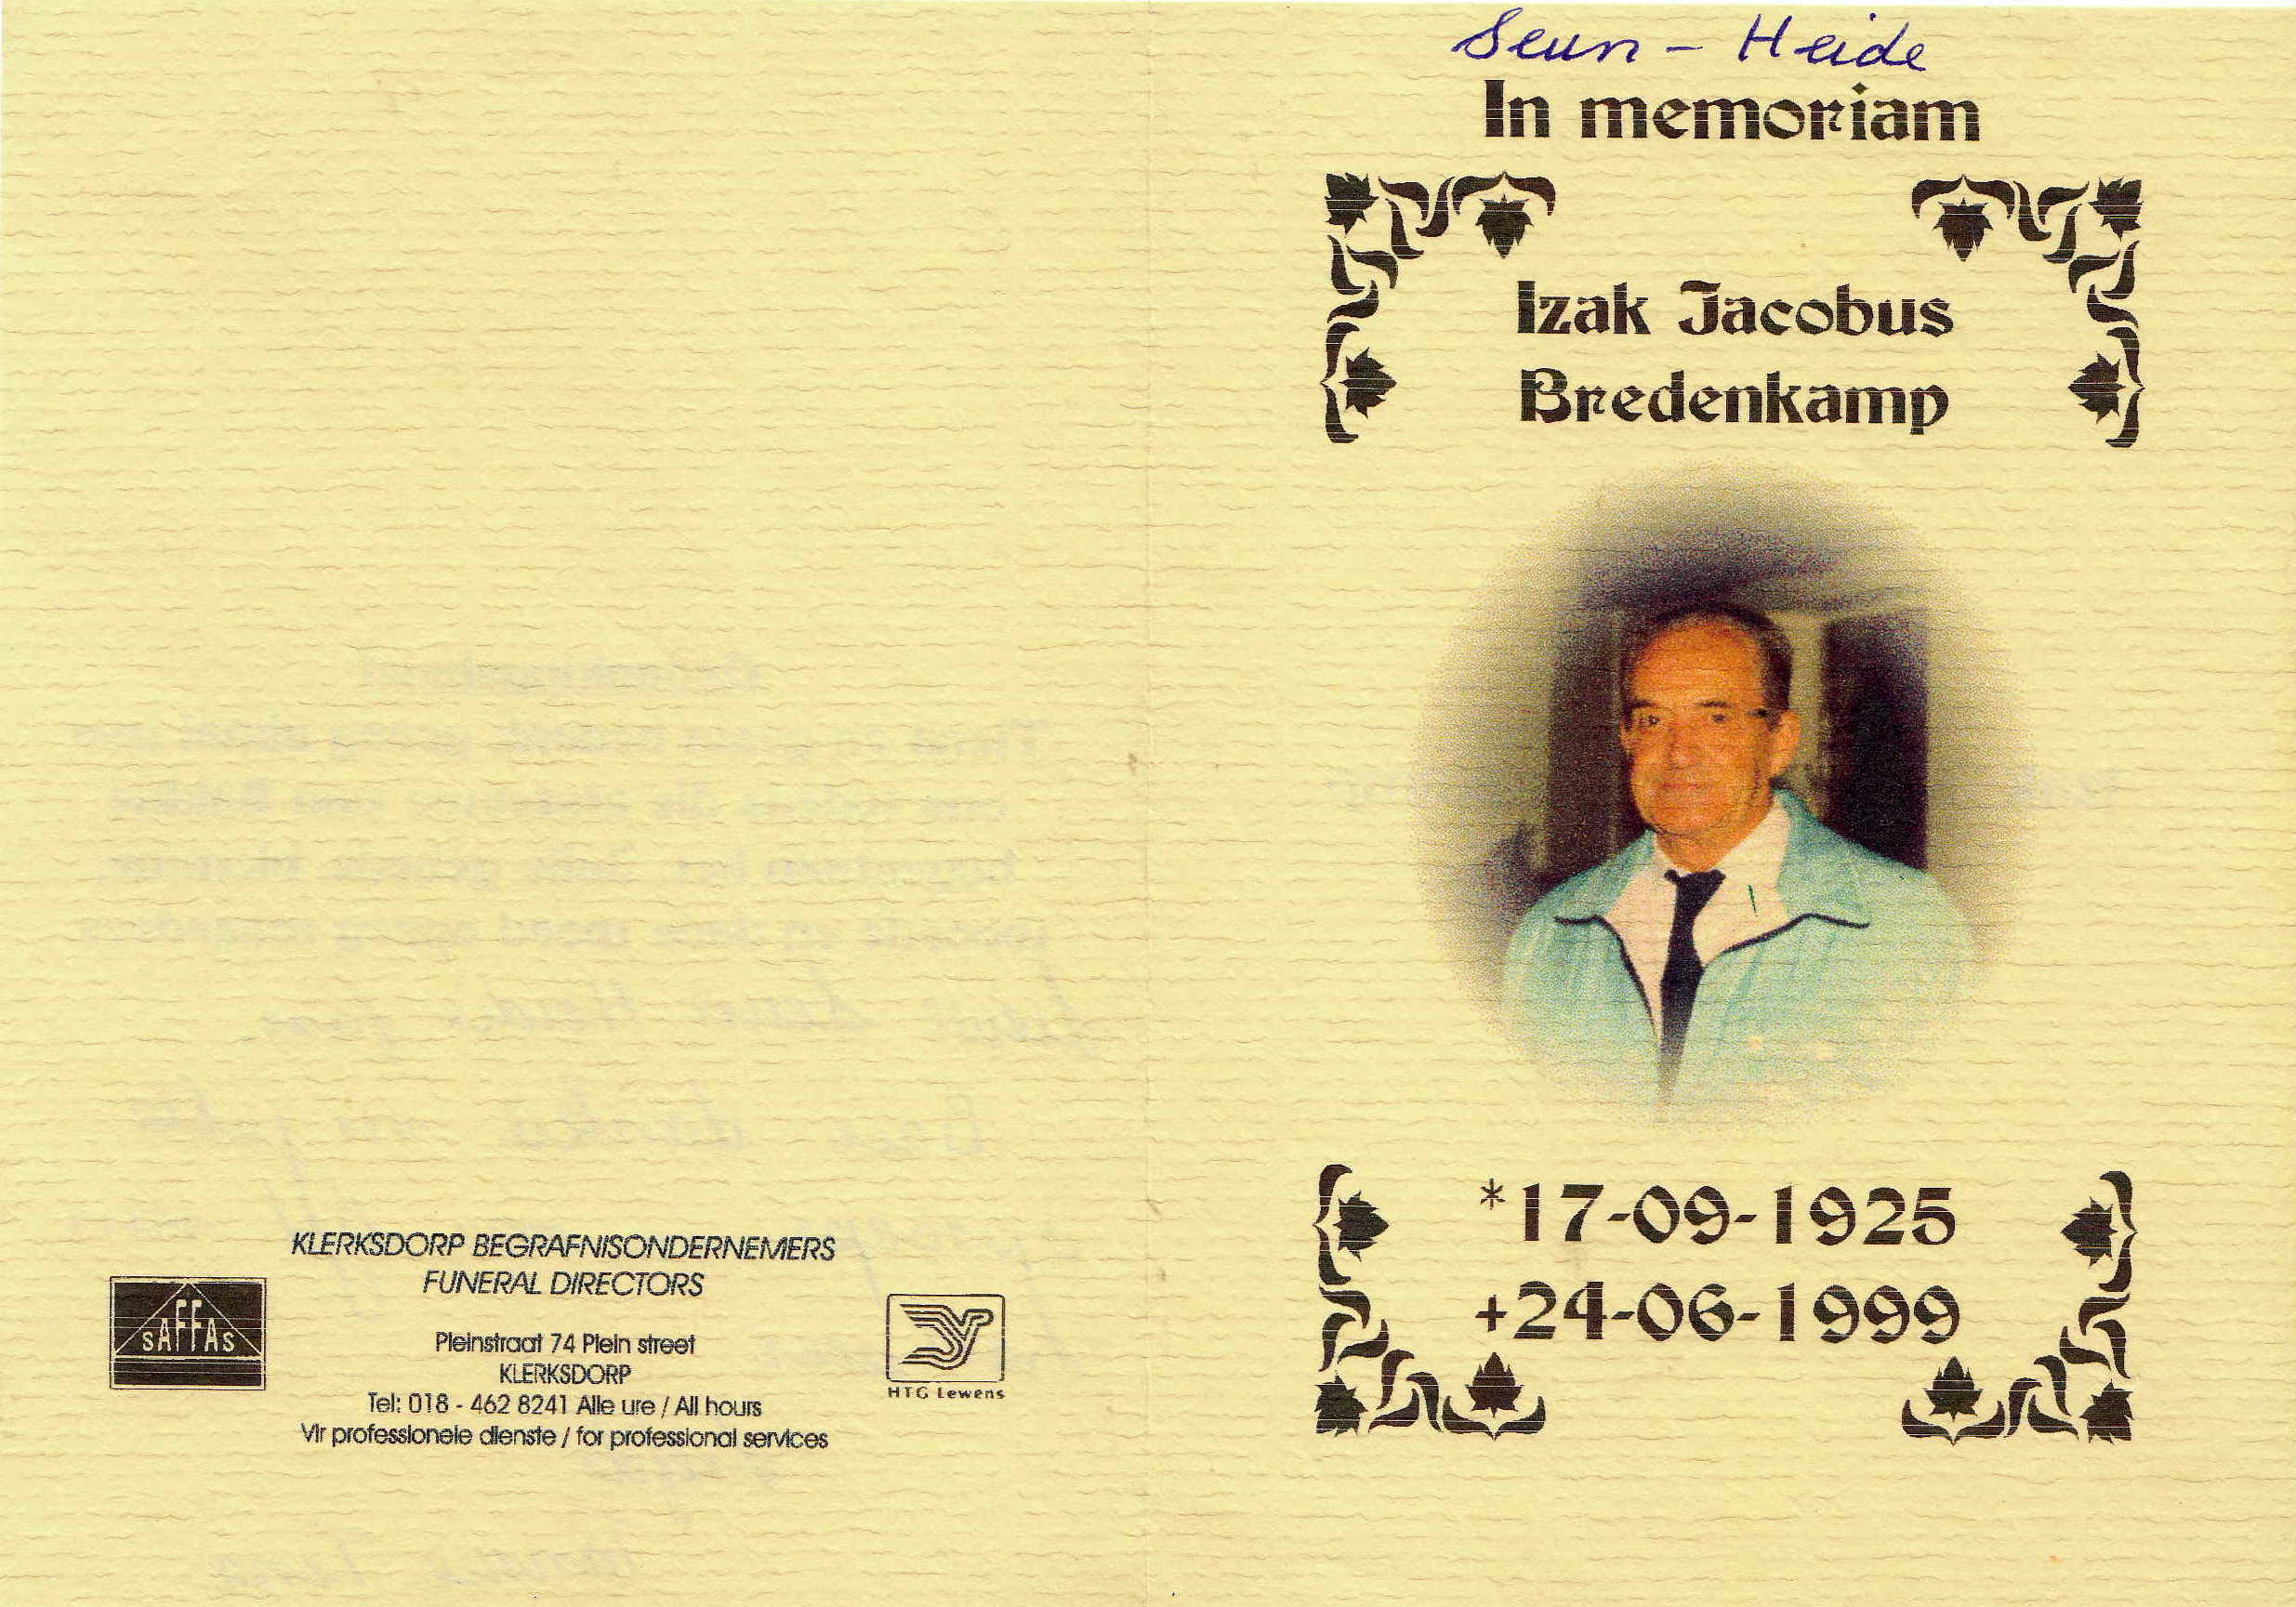 Seun - Heide
In memoriam
Izak Jacobus
Bredenkamp
*17-09-1925
+24-06-1999
KLERKSDORP BEGRAFNISONDERNEMERS
FUNERAL DIRECTORS
Pleinstraat 74 Plein street
KLERKSDORP
Tel: 018 - 462 8241 Alle ure / All hours
Vir professionele dienste / for professional services
SAFFAS
HTG Lewens